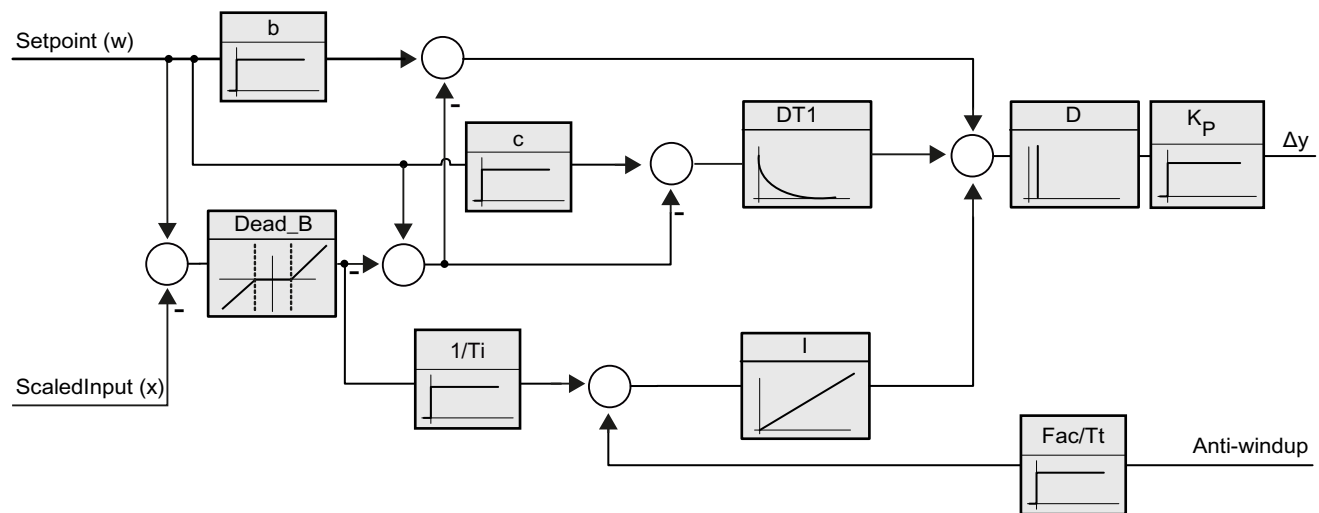 b
Setpoint (w)
-
DT1
D
K_P
c
Δy
-
Dead_B
-
-
1/Ti
I
ScaledInput (x)
Fac/Tt
Anti-windup